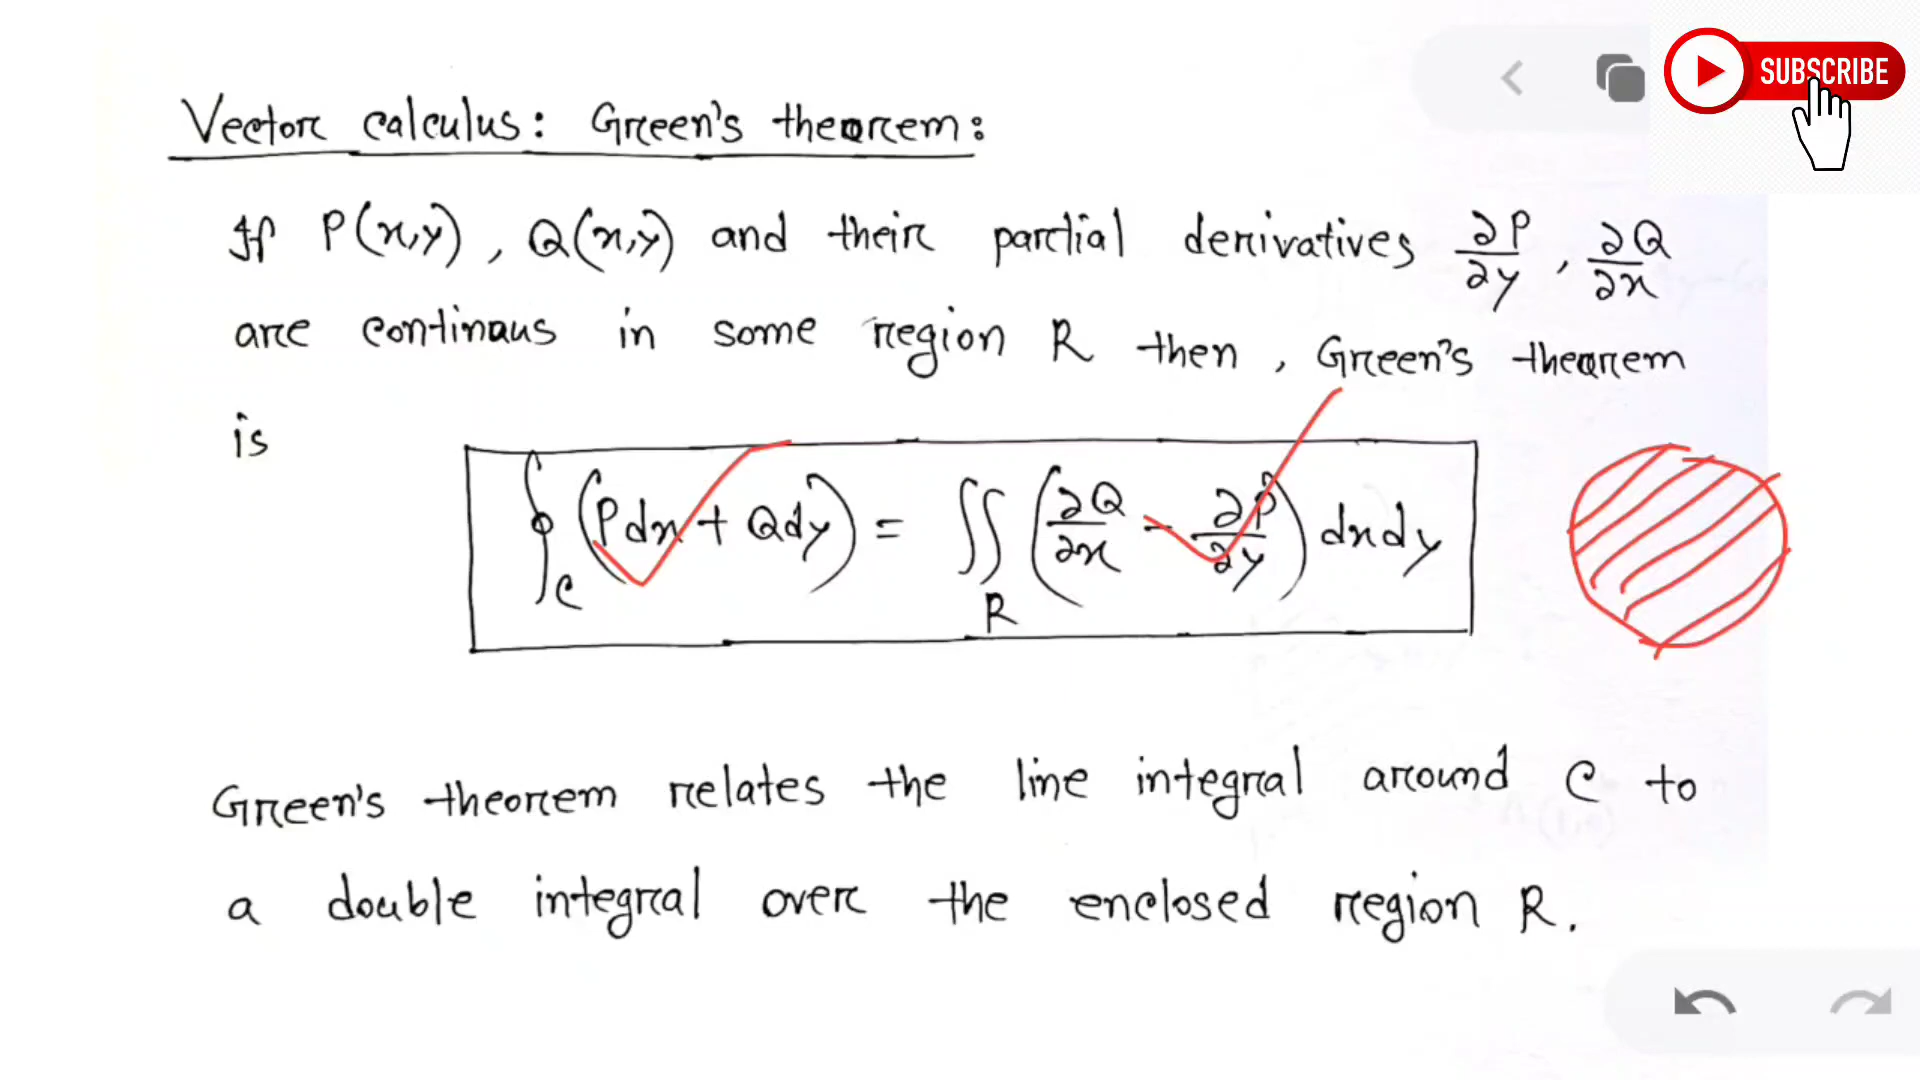 SUBSCRIBE
Vector calculus: Green's theorem:
If P(x,y), Q(x,y) and their partial derivatives ∂P/∂y, ∂Q/∂x
are continaus in some region R then, Green's theorem
is
∮_C (Pdx + Qdy) = ∬_R (∂Q/∂x - ∂P/∂y) dxdy
Green's theorem relates the line integral around C to
a double integral over the enclosed region R.